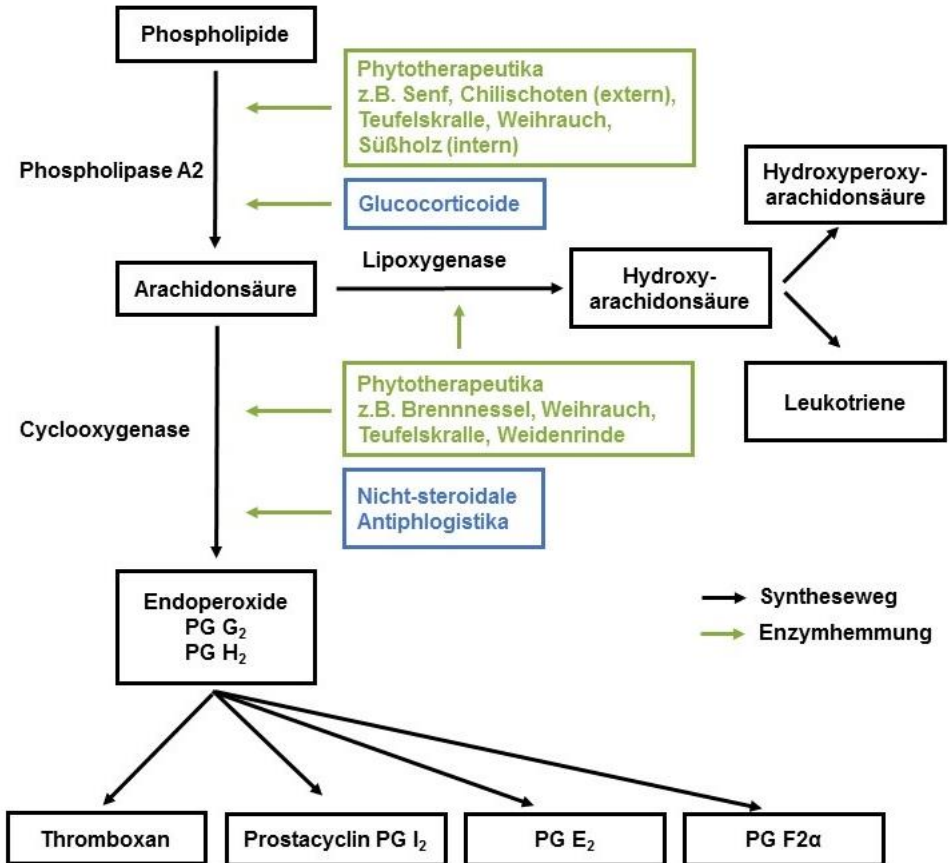 Phospholipide
Phytotherapeutika
z.B. Senf, Chilischoten (extern),
Teufelskralle, Weihrauch,
Süßholz (intern)
Phospholipase A2
Glucocorticoide
Hydroxyperoxy-
arachidonsäure
Lipoxygenase
Arachidonsäure
Hydroxy-
arachidonsäure
Phytotherapeutika
z.B. Brennnessel, Weihrauch,
Teufelskralle, Weidenrinde
Leukotriene
Cyclooxygenase
Nicht-steroidale
Antiphlogistika
Endoperoxide
PG G₂
PG H₂
Syntheseweg
Enzymhemmung
Thromboxan
Prostacyclin PG I₂
PG E₂
PG F2α